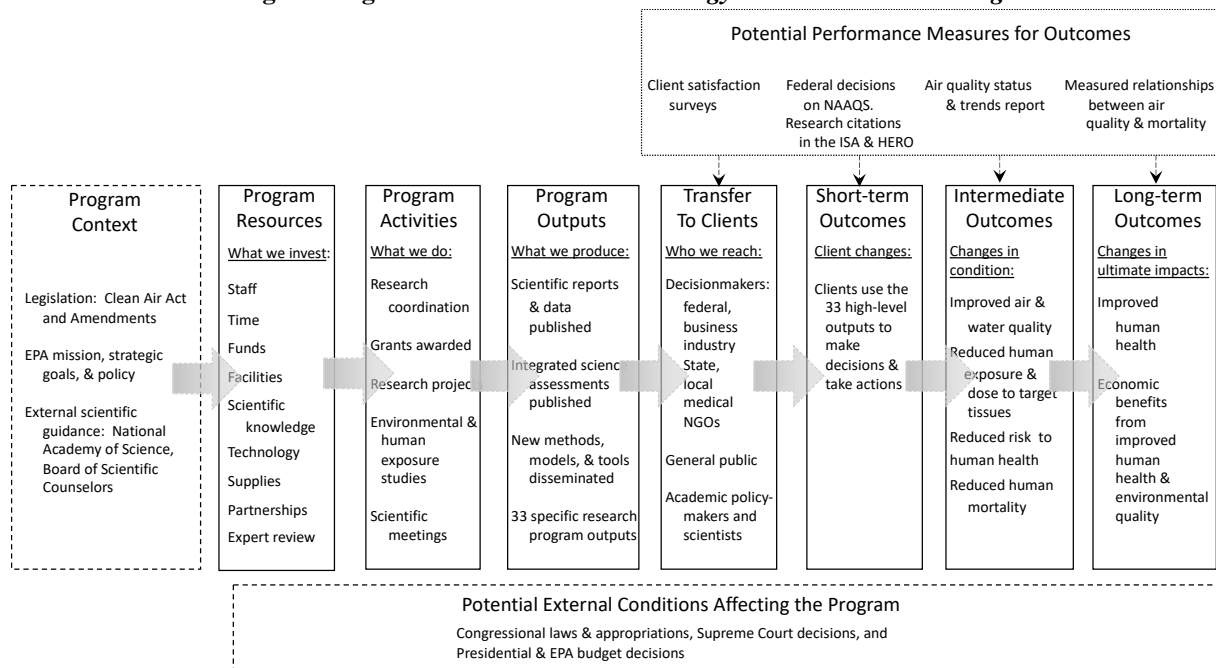 Potential Performance Measures for Outcomes
Client satisfaction
surveys
Federal decisions
on NAAQS.
Research citations
in the ISA & HERO
Air quality status
& trends report
Measured relationships
between air
quality & mortality
Program
Context
Legislation: Clean Air Act
and Amendments
EPA mission, strategic
goals, & policy
External scientific
guidance: National
Academy of Science,
Board of Scientific
Counselors
Program
Resources
What we invest:
Staff
Time
Funds
Facilities
Scientific
knowledge
Technology
Supplies
Partnerships
Expert review
Program
Activities
What we do:
Research
coordination
Grants awarded
Research projects
Environmental &
human
exposure
studies
Scientific
meetings
Program
Outputs
What we produce:
Scientific reports
& data
published
Integrated science
assessments
published
New methods,
models, & tools
disseminated
33 specific research
program outputs
Transfer
To Clients
Who we reach:
Decisionmakers:
federal,
business
industry
State,
local
medical
NGOs
General public
Academic policy-
makers and
scientists
Short-term
Outcomes
Client changes:
Clients use the
33 high-level
outputs to
make
decisions &
take actions
Intermediate
Outcomes
Changes in
condition:
Improved air &
water quality
Reduced human
exposure &
dose to target
tissues
Reduced risk to
human health
Reduced human
mortality
Long-term
Outcomes
Changes in
ultimate impacts:
Improved
human
health
Economic
benefits
from
improved
human
health &
environmental
quality
Potential External Conditions Affecting the Program
Congressional laws & appropriations, Supreme Court decisions, and
Presidential & EPA budget decisions